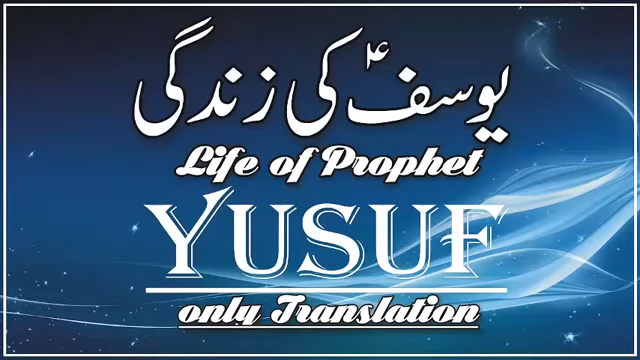 یوسفؑ کی زندگی
Life of Prophet
YUSUF
only Translation